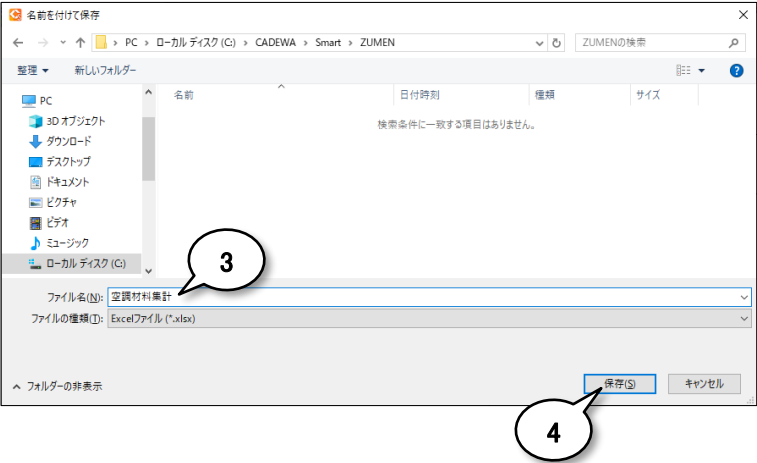 名前を付けて保存
PC › ローカル ディスク (C:) › CADEWA › Smart › ZUMEN
ZUMENの検索
整理 新しいフォルダー
名前 日付時刻 種類 サイズ
検索条件に一致する項目はありません。
PC
3D オブジェクト
ダウンロード
デスクトップ
ドキュメント
ピクチャ
ビデオ
ミュージック
ローカル ディスク (C:)
3
ファイル名(N): 空調材料集計
ファイルの種類(T): Excelファイル (*.xlsx)
フォルダーの非表示
保存(S) キャンセル
4